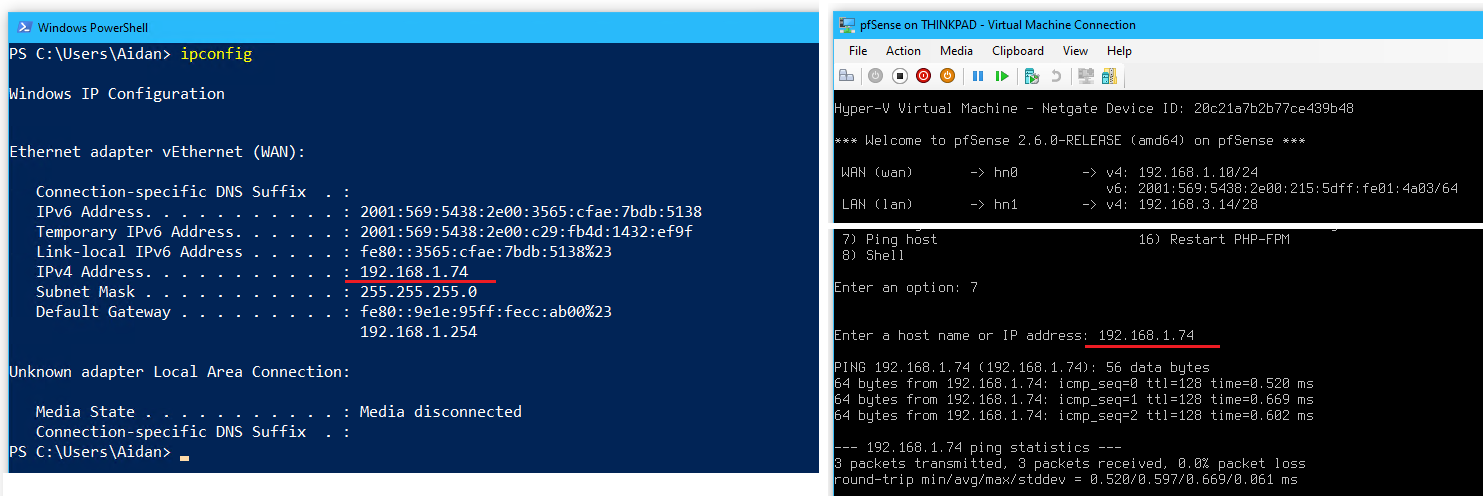 Windows PowerShell
PS C:\Users\Aidan> ipconfig
Windows IP Configuration
Ethernet adapter vEthernet (WAN):
Connection-specific DNS Suffix . :
IPv6 Address. . . . . . . . . . . : 2001:569:5438:2e00:3565:cfae:7bdb:5138
Temporary IPv6 Address. . . . . . : 2001:569:5438:2e00:c29:fb4d:1432:ef9f
Link-local IPv6 Address . . . . . : fe80::3565:cfae:7bdb:5138%23
IPv4 Address. . . . . . . . . . . : 192.168.1.74
Subnet Mask . . . . . . . . . . . : 255.255.255.0
Default Gateway . . . . . . . . . : fe80::9e1e:95ff:fecc:ab00%23
192.168.1.254
Unknown adapter Local Area Connection:
Media State . . . . . . . . . . . : Media disconnected
Connection-specific DNS Suffix . :
PS C:\Users\Aidan>
pfSense on THINKPAD - Virtual Machine Connection
File Action Media Clipboard View Help
Hyper-V Virtual Machine - Netgate Device ID: 20c21a7b2b77ce439b48
*** Welcome to pfSense 2.6.0-RELEASE (amd64) on pfSense ***
WAN (wan) -> hn0 -> v4: 192.168.1.10/24
v6: 2001:569:5438:2e00:215:5dff:fe01:4a03/64
LAN (lan) -> hn1 -> v4: 192.168.3.14/28
7) Ping host 16) Restart PHP-FPM
8) Shell
Enter an option: 7
Enter a host name or IP address: 192.168.1.74
PING 192.168.1.74 (192.168.1.74): 56 data bytes
64 bytes from 192.168.1.74: icmp_seq=0 ttl=128 time=0.520 ms
64 bytes from 192.168.1.74: icmp_seq=1 ttl=128 time=0.669 ms
64 bytes from 192.168.1.74: icmp_seq=2 ttl=128 time=0.602 ms
--- 192.168.1.74 ping statistics ---
3 packets transmitted, 3 packets received, 0.0% packet loss
round-trip min/avg/max/stddev = 0.520/0.597/0.669/0.061 ms